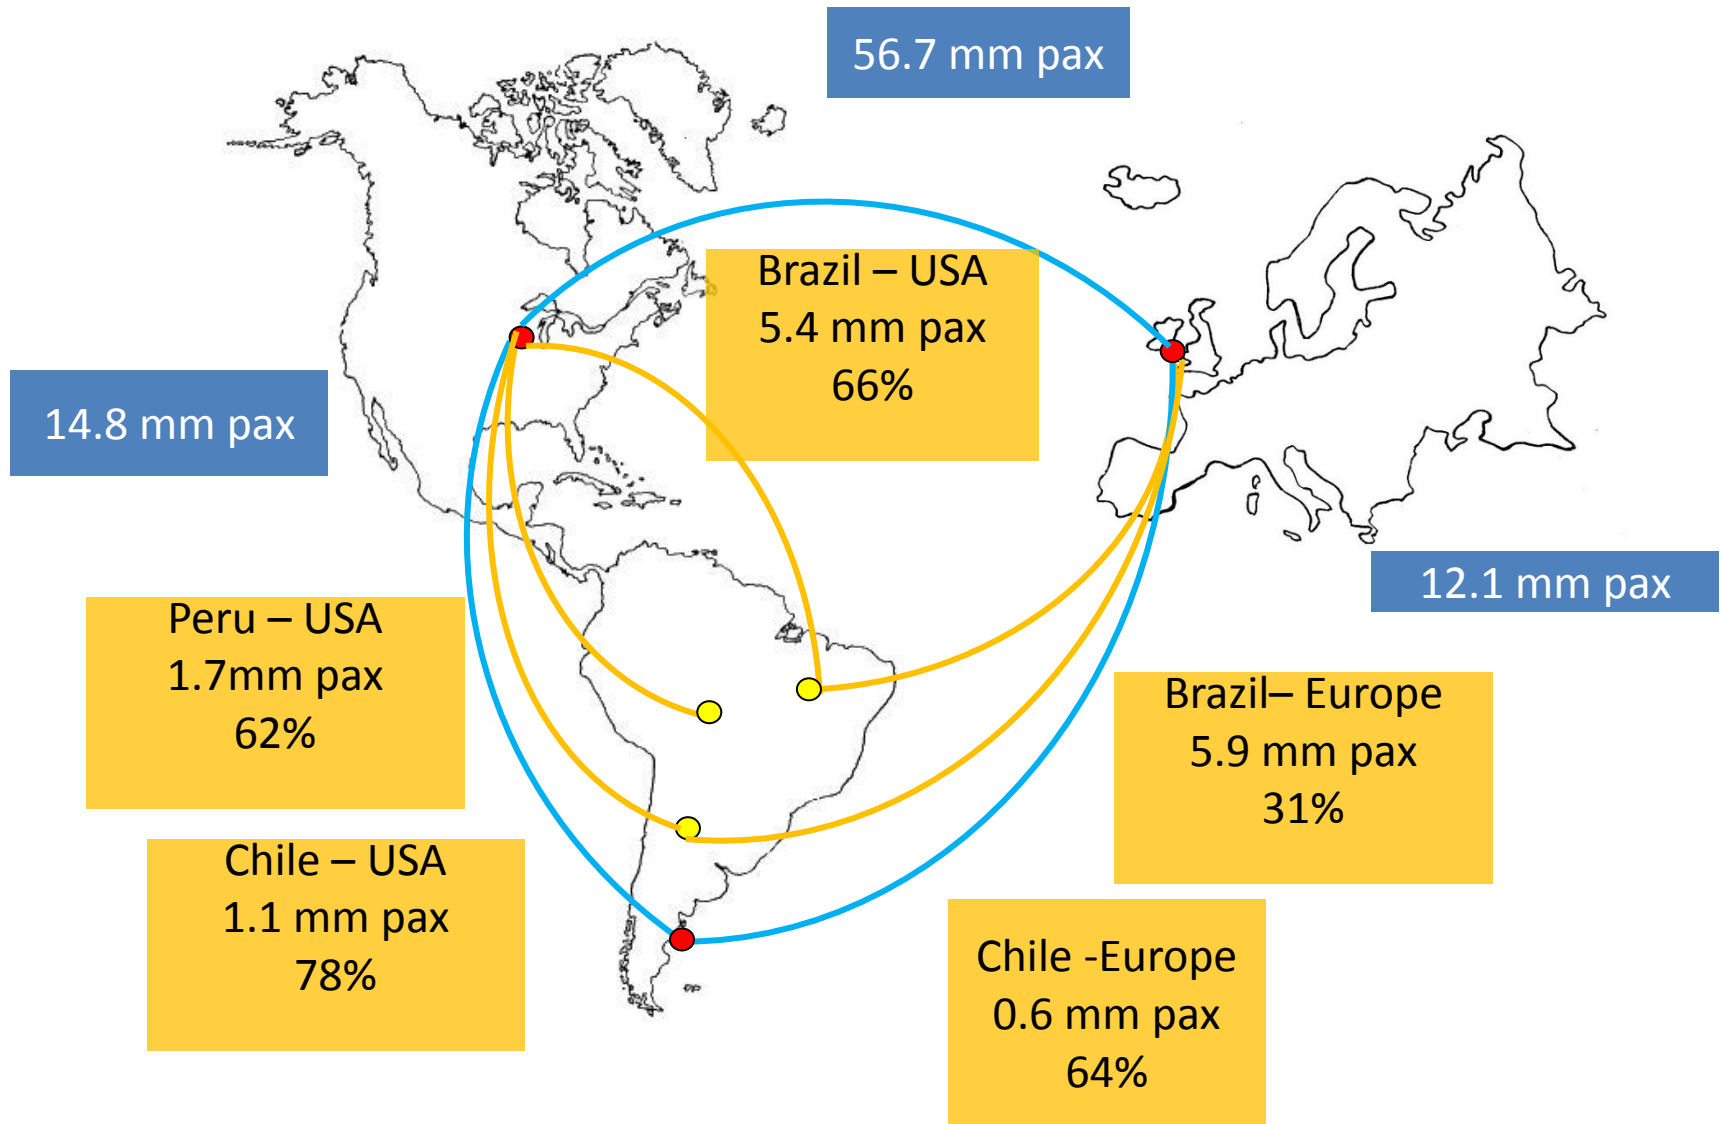 56.7 mm pax
Brazil – USA
5.4 mm pax
66%
14.8 mm pax
12.1 mm pax
Peru – USA
1.7mm pax
62%
Brazil– Europe
5.9 mm pax
31%
Chile – USA
1.1 mm pax
78%
Chile -Europe
0.6 mm pax
64%